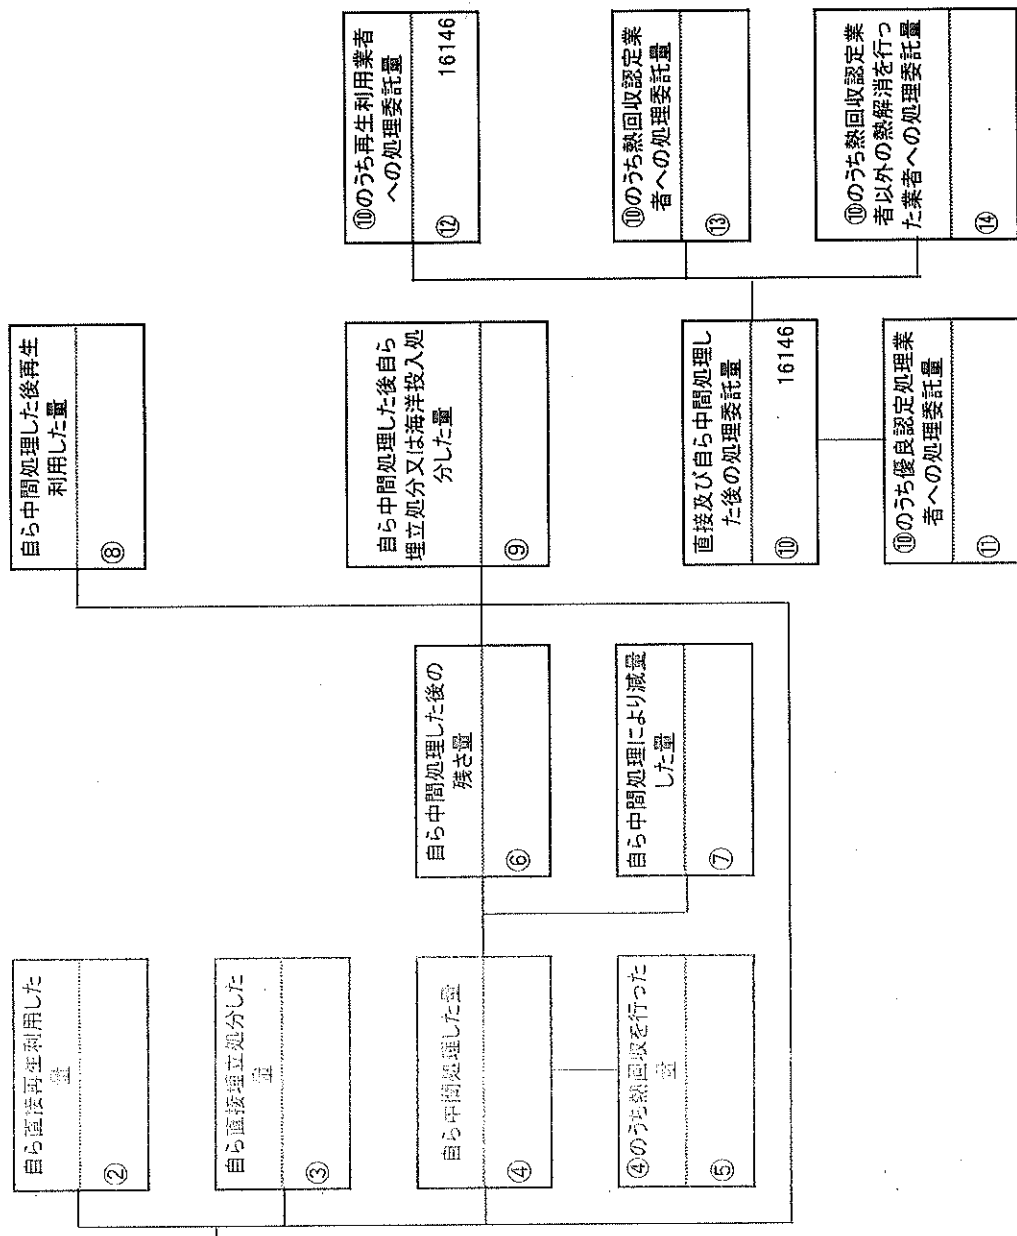 自ら直接再生利用した
量
②
自ら直接埋立処分した
量
③
自ら中間処理した量
④
④のうち熱回収を行った
量
⑤
自ら中間処理した後の
残さ量
⑥
自ら中間処理により減量
した量
⑦
自ら中間処理した後再生
利用した量
⑧
自ら中間処理した後自ら
埋立処分又は海洋投入処
分した量
⑨
直接及び自ら中間処理し
た後の処理委託量
⑩ 16146
⑩のうち優良認定処理業
者への処理委託量
⑪
⑩のうち再生利用業者
への処理委託量
⑫ 16146
⑩のうち熱回収認定業
者への処理委託量
⑬
⑩のうち熱回収認定業
者以外の熱解消を行っ
た業者への処理委託量
⑭